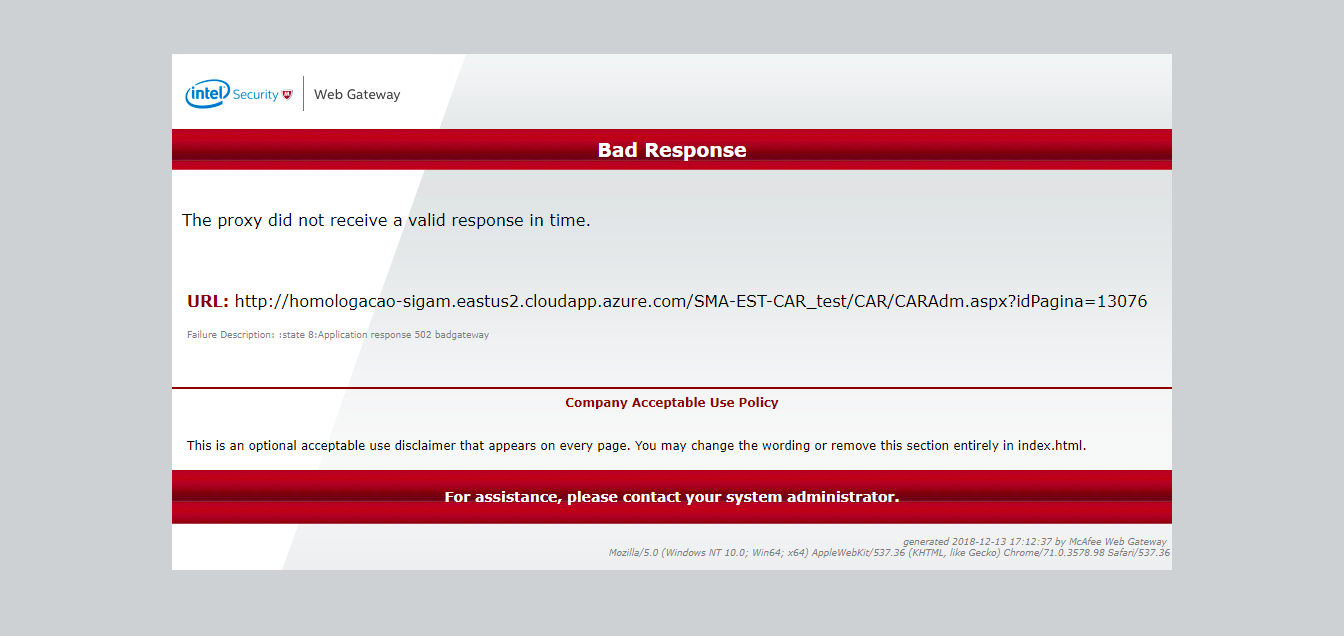 intel Security Web Gateway
Bad Response
The proxy did not receive a valid response in time.
URL: http://homologacao-sigam.eastus2.cloudapp.azure.com/SMA-EST-CAR_test/CAR/CARAdm.aspx?idPagina=13076
Failure Description: :state 8:Application response 502 badgateway
Company Acceptable Use Policy
This is an optional acceptable use disclaimer that appears on every page. You may change the wording or remove this section entirely in index.html.
For assistance, please contact your system administrator.
generated 2018-12-13 17:12:37 by McAfee Web Gateway
Mozilla/5.0 (Windows NT 10.0; Win64; x64) AppleWebKit/537.36 (KHTML, like Gecko) Chrome/71.0.3578.98 Safari/537.36